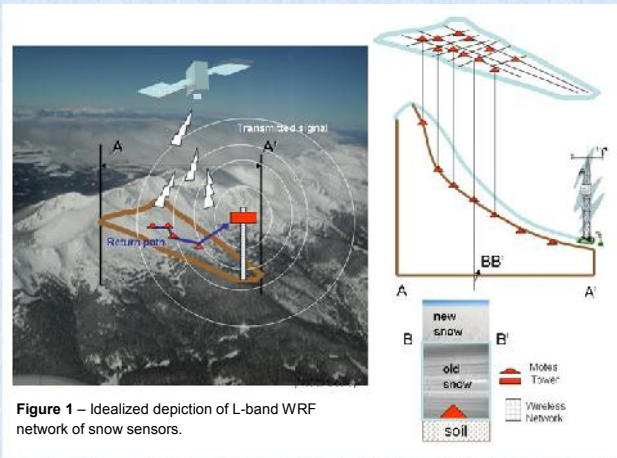 Transmitted signal
A
A'
Return path
BB'
A
A'
new
snow
B
B'
old
snow
soil
Motes
Tower
Wireless
Network
Figure 1 – Idealized depiction of L-band WRF
network of snow sensors.